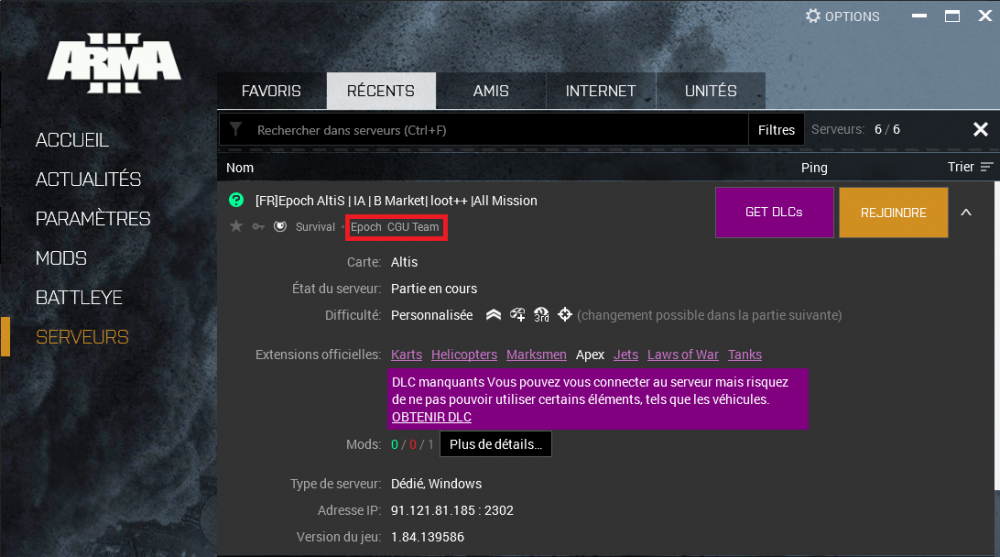 OPTIONS
ARMA
III
FAVORIS RÉCENTS AMIS INTERNET UNITÉS
ACCUEIL
ACTUALITÉS
PARAMÈTRES
MODS
BATTLEYE
SERVEURS
Rechercher dans serveurs (Ctrl+F) Filtres Serveurs: 6 / 6
Nom Ping Trier
[FR]Epoch AltiS | IA | B Market| loot++ |All Mission
GET DLCs REJOINDRE
Survival - Epoch CGU Team
Carte: Altis
État du serveur: Partie en cours
Difficulté: Personnalisée 3rd (changement possible dans la partie suivante)
Extensions officielles: Karts Helicopters Marksmen Apex Jets Laws of War Tanks
DLC manquants Vous pouvez vous connecter au serveur mais risquez
de ne pas pouvoir utiliser certains éléments, tels que les véhicules.
OBTENIR DLC
Mods: 0 / 0 / 1 Plus de détails...
Type de serveur: Dédié, Windows
Adresse IP: 91.121.81.185 : 2302
Version du jeu: 1.84.139586